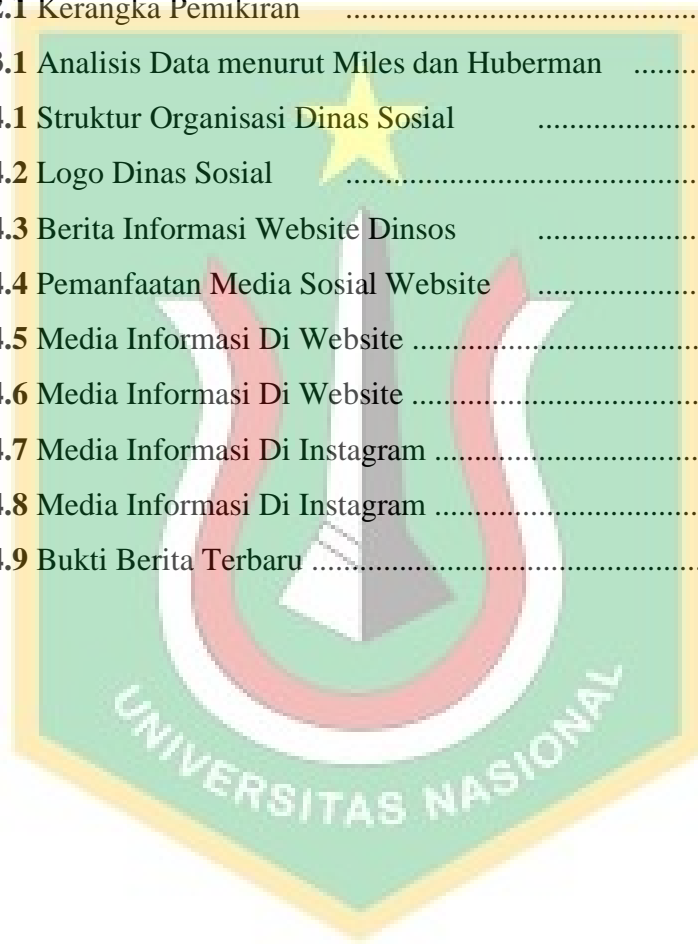 2.1 Kerangka Pemikiran ........................................
3.1 Analisis Data menurut Miles dan Huberman ........
4.1 Struktur Organisasi Dinas Sosial ....................
4.2 Logo Dinas Sosial ........................................
4.3 Berita Informasi Website Dinsos ....................
4.4 Pemanfaatan Media Sosial Website ....................
4.5 Media Informasi Di Website ....................................
4.6 Media Informasi Di Website ....................................
4.7 Media Informasi Di Instagram .................................
4.8 Media Informasi Di Instagram .................................
4.9 Bukti Berita Terbaru ................................................
UNIVERSITAS NASIONAL